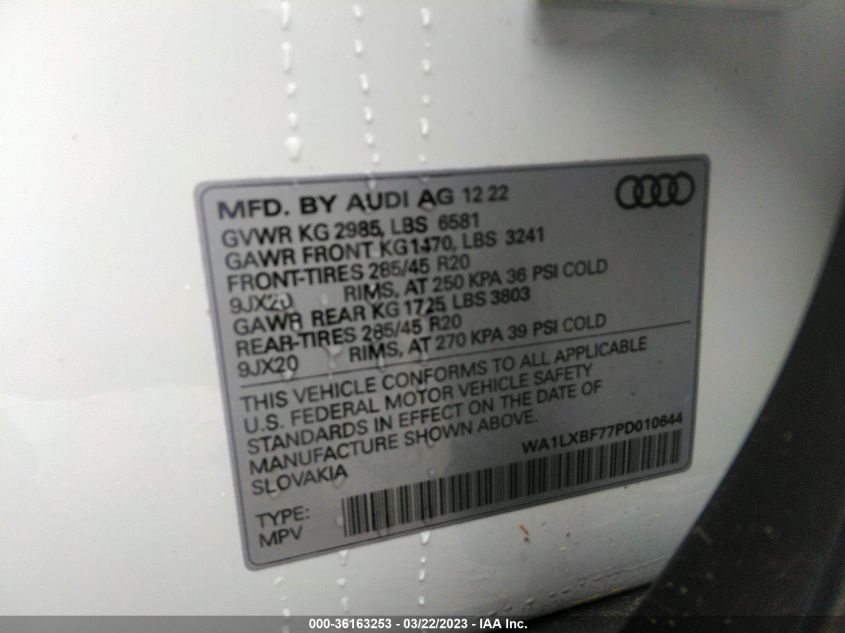 MFD. BY AUDI AG 12 22
GVWR KG 2985, LBS 6581
GAWR FRONT KG1470, LBS 3241
FRONT-TIRES 285/45 R20
9JX20 RIMS, AT 250 KPA 36 PSI COLD
GAWR REAR KG 1725, LBS 3803
REAR-TIRES 285/45 R20
9JX20 RIMS, AT 270 KPA 39 PSI COLD
THIS VEHICLE CONFORMS TO ALL APPLICABLE
U.S. FEDERAL MOTOR VEHICLE SAFETY
STANDARDS IN EFFECT ON THE DATE OF
MANUFACTURE SHOWN ABOVE.
WA1LXBF77PD010644
SLOVAKIA
TYPE:
MPV
000-36163253 - 03/22/2023 - IAA Inc.